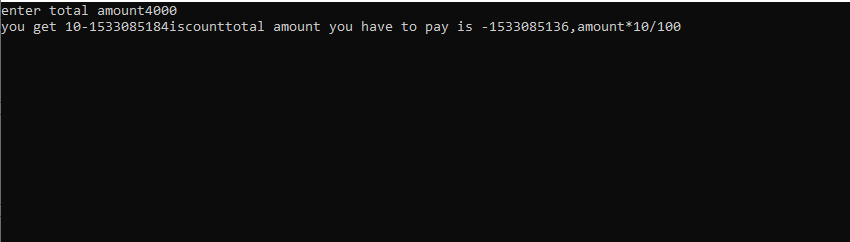 enter total amount4000
you get 10-1533085184iscounttotal amount you have to pay is -1533085136,amount*10/100